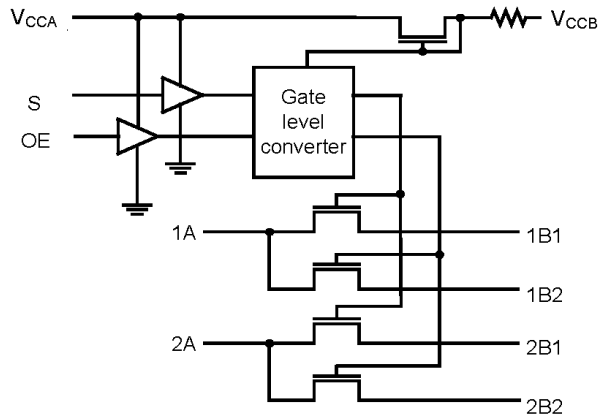 VCCA
VCCB
S
OE
Gate
level
converter
1A
1B1
1B2
2A
2B1
2B2